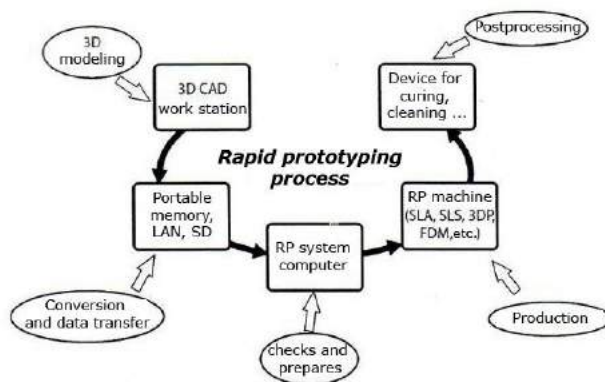 3D
modeling
3D CAD
work station
Postprocessing
Device for
curing,
cleaning ...
Rapid prototyping
process
Portable
memory,
LAN, SD
RP system
computer
RP machine
(SLA, SLS, 3DP,
FDM,etc.)
Conversion
and data transfer
checks and
prepares
Production